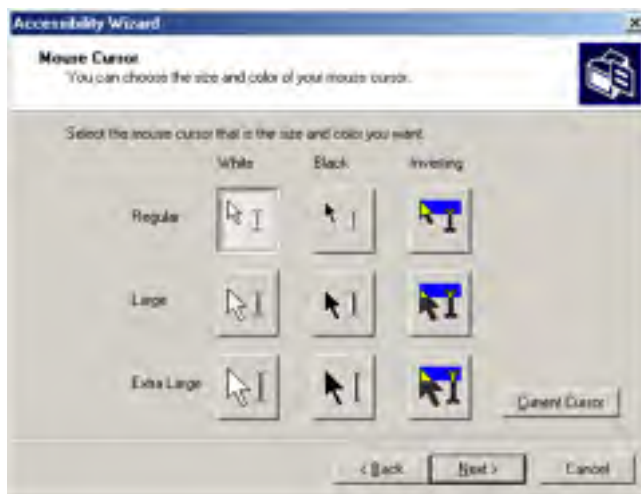 Accessibility Wizard
Mouse Cursor
You can choose the size and color of your mouse cursor.
Select the mouse cursor that is the size and color you want.
White Black Inverting
Regular
Large
Extra Large
Current Cursor
< Back Next > Cancel